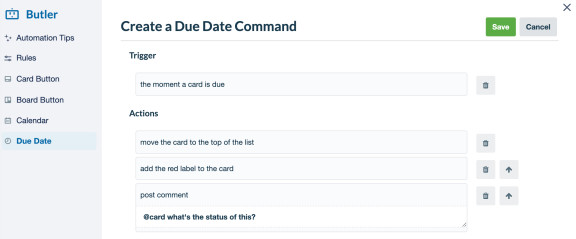 Butler
Create a Due Date Command
Save
Cancel
Automation Tips
Rules
Card Button
Board Button
Calendar
Due Date
Trigger
the moment a card is due
Actions
move the card to the top of the list
add the red label to the card
post comment
@card what's the status of this?